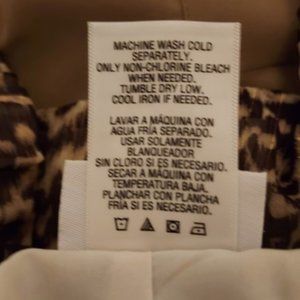 MACHINE WASH COLD
SEPARATELY.
ONLY NON-CHLORINE BLEACH
WHEN NEEDED.
TUMBLE DRY LOW.
COOL IRON IF NEEDED.
LAVAR A MÁQUINA CON
AGUA FRÍA SEPARADO.
USAR SOLAMENTE
BLANQUEADOR
SIN CLORO SI ES NECESARIO.
SECAR A MÁQUINA CON
TEMPERATURA BAJA.
PLANCHAR CON PLANCHA
FRÍA SI ES NECESARIO.